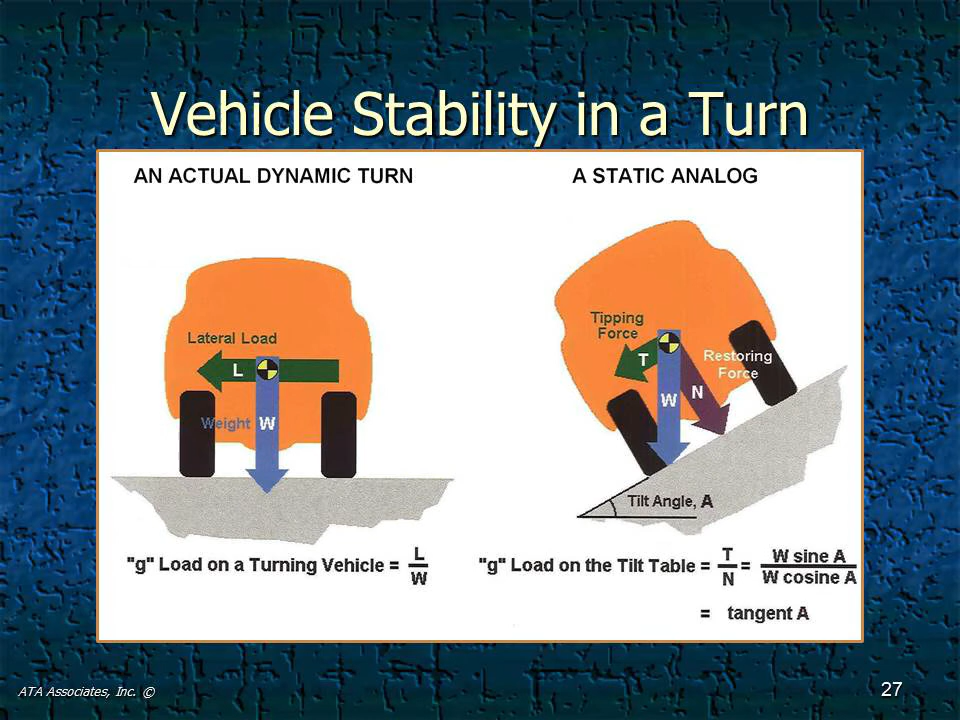 Vehicle Stability in a Turn
AN ACTUAL DYNAMIC TURN
A STATIC ANALOG
Lateral Load
L
Weight W
Tipping
Force
T
Restoring
Force
N
W
Tilt Angle, A
"g" Load on a Turning Vehicle = L
W
"g" Load on the Tilt Table = T = W sine A
N W cosine A
= tangent A
ATA Associates, Inc. ©
27